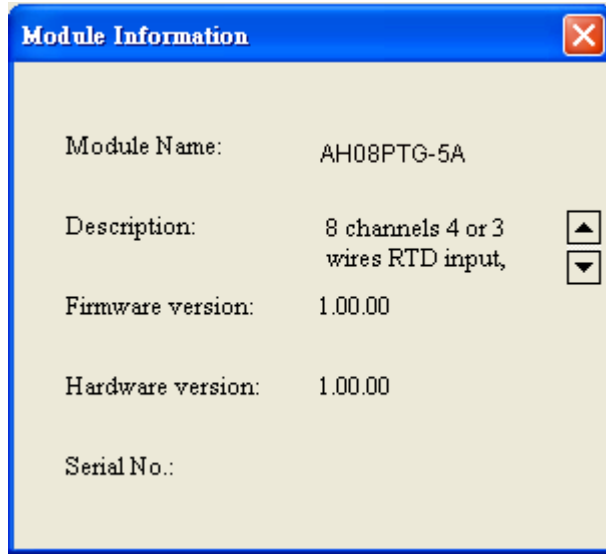 Module Information
Module Name: AH08PTG-5A
Description: 8 channels 4 or 3
wires RTD input,
Firmware version: 1.00.00
Hardware version: 1.00.00
Serial No.: